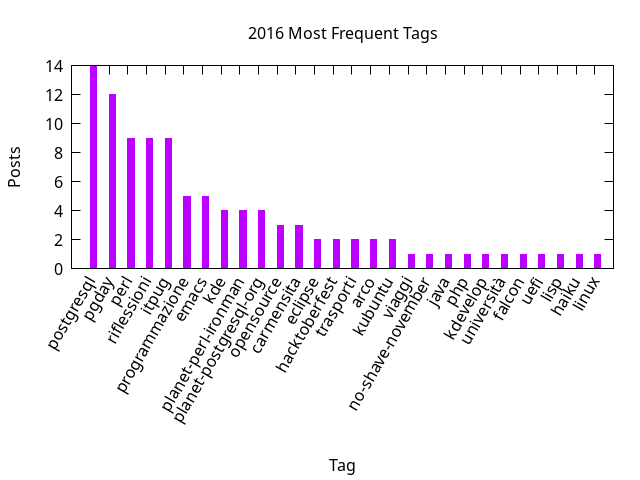 2016 Most Frequent Tags
Posts
14
12
10
8
6
4
2
0
postgresql
pgday
perl
riflessioni
itpug
programmazione
emacs
kde
planet-perl-ironman
planet-postgresql-org
opensource
carmensita
eclipse
hacktoberfest
trasporti
arco
kubuntu
viaggi
no-shave-november
java
php
kdevelop
università
falcon
uefi
lisp
haiku
linux
Tag